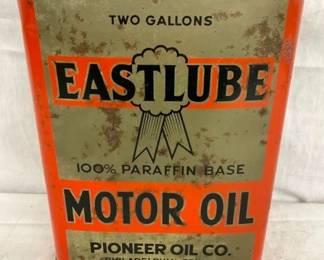 TWO GALLONS
EASTLUBE
100% PARAFFIN BASE
MOTOR OIL
PIONEER OIL CO.